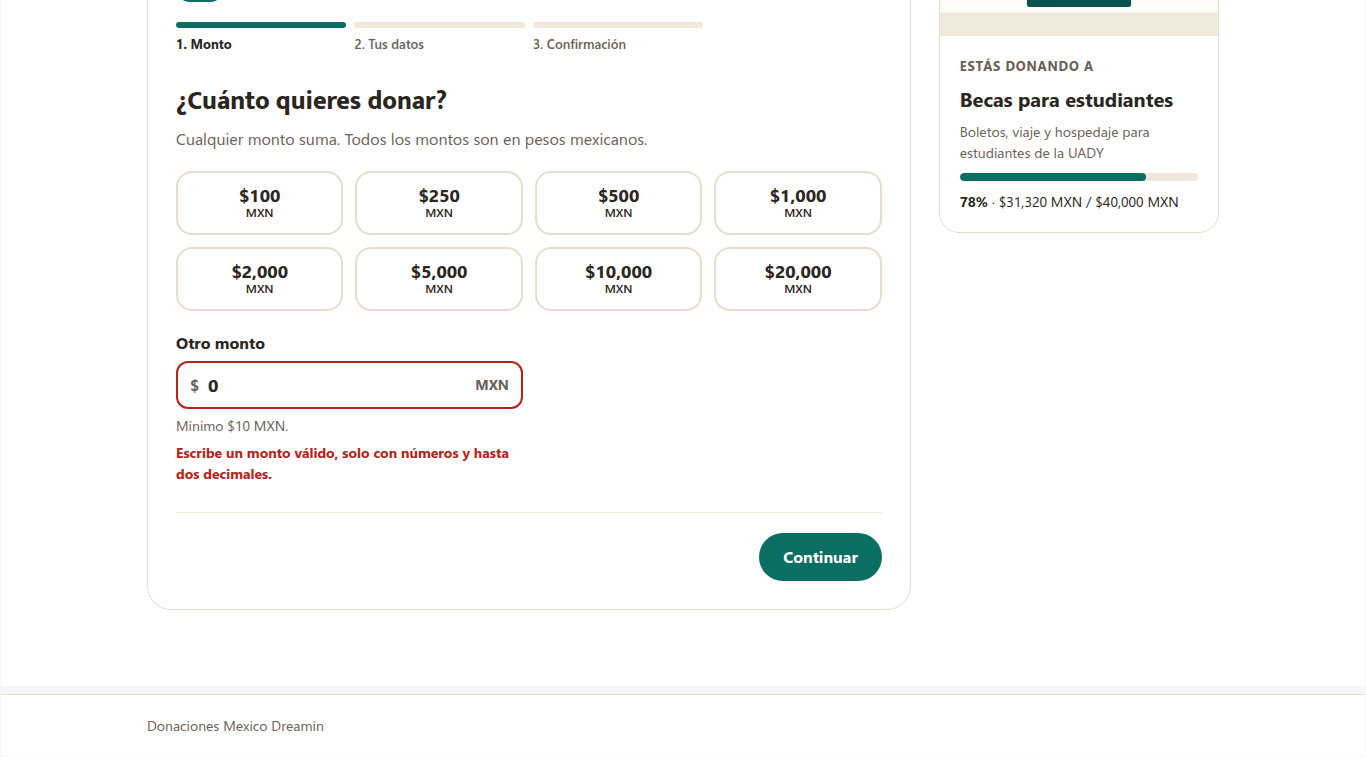 1. Monto
2. Tus datos
3. Confirmación
¿Cuánto quieres donar?
Cualquier monto suma. Todos los montos son en pesos mexicanos.
$100
MXN
$250
MXN
$500
MXN
$1,000
MXN
$2,000
MXN
$5,000
MXN
$10,000
MXN
$20,000
MXN
Otro monto
$ 0 MXN
Mínimo $10 MXN.
Escribe un monto válido, solo con números y hasta
dos decimales.
Continuar
ESTÁS DONANDO A
Becas para estudiantes
Boletos, viaje y hospedaje para
estudiantes de la UADY
78% · $31,320 MXN / $40,000 MXN
Donaciones Mexico Dreamin